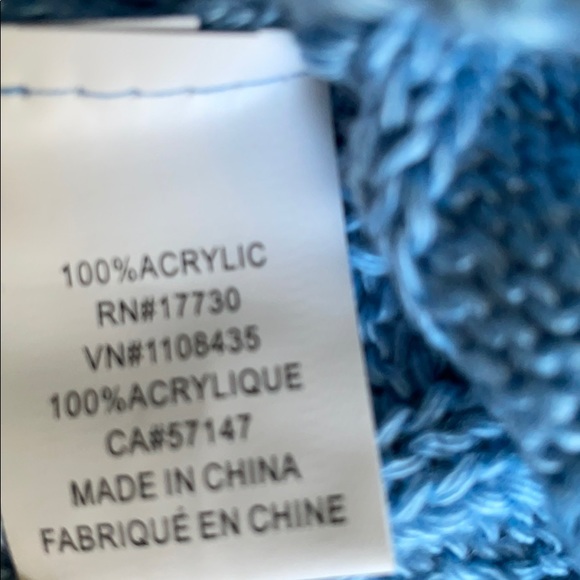 100%ACRYLIC
RN#17730
VN#1108435
100%ACRYLIQUE
CA#57147
MADE IN CHINA
FABRIQUÉ EN CHINE